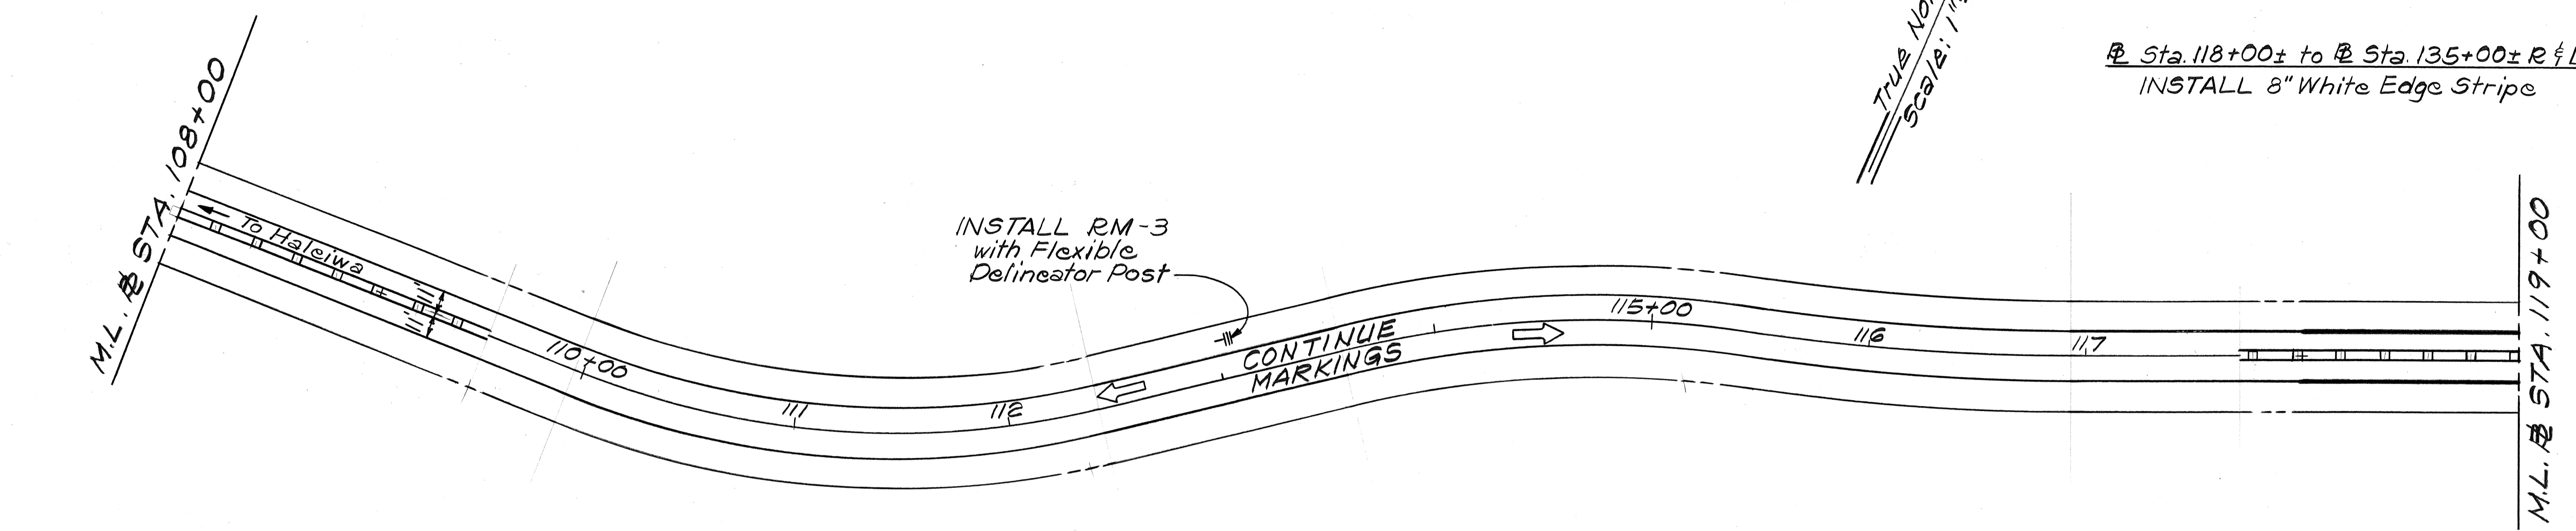 M.L. ℞ STA. 108+00
To Haleiwa
11'
11'
110+00
111
112
INSTALL RM-3
with Flexible
Delineator Post
CONTINUE
MARKINGS
115+00
116
117
True
Scale: 1"
Sta. 118+00± to Sta. 135+00± R &
INSTALL 8" White Edge Stripe
M.L. STA. 119+00